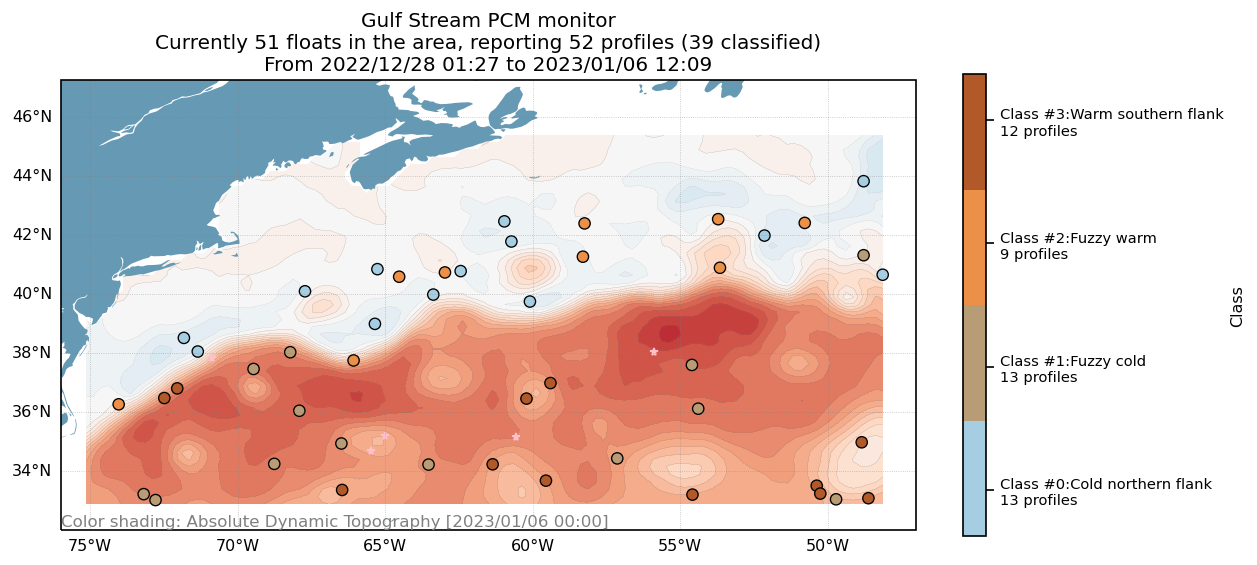 Gulf Stream PCM monitor
Currently 51 floats in the area, reporting 52 profiles (39 classified)
From 2022/12/28 01:27 to 2023/01/06 12:09
46°N
44°N
42°N
40°N
38°N
36°N
34°N
Color shading: Absolute Dynamic Topography [2023/01/06 00:00]
75°W
70°W
65°W
60°W
55°W
50°W
Class #3:Warm southern flank
12 profiles
Class #2:Fuzzy warm
9 profiles
Class #1:Fuzzy cold
13 profiles
Class #0:Cold northern flank
13 profiles
Class